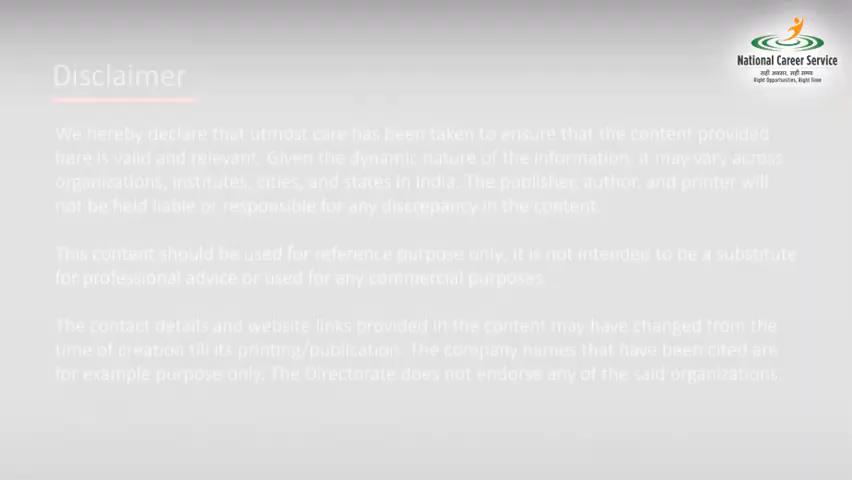 National Career Service
सही अवसर, सही समय
Right Opportunities, Right Time
Disclaimer
We hereby declare that utmost care has been taken to ensure that the content provided
here is valid and relevant. Given the dynamic nature of the information, it may vary across
organizations, institutes, cities, and states in India. The publisher, author, and printer will
not be held liable or responsible for any discrepancy in the content.
This content should be used for reference purpose only, it is not intended to be a substitute
for professional advice or used for any commercial purposes.
The contact details and website links provided in the content may have changed from the
time of creation till its printing/publication. The company names that have been cited are
for example purpose only. The Directorate does not endorse any of the said organizations.